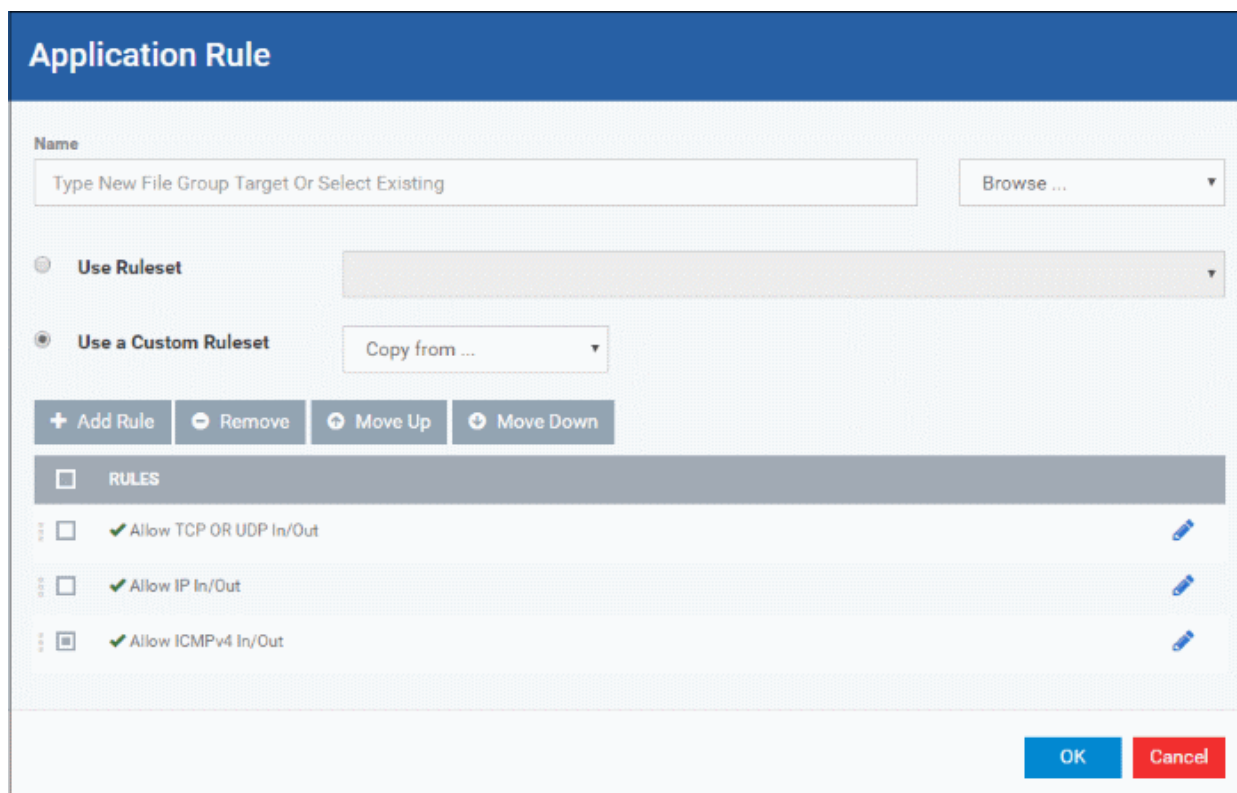 Application Rule
Name
Type New File Group Target Or Select Existing
Browse ...
Use Ruleset
Use a Custom Ruleset
Copy from ...
Add Rule
Remove
Move Up
Move Down
RULES
Allow TCP OR UDP In/Out
Allow IP In/Out
Allow ICMPv4 In/Out
OK
Cancel